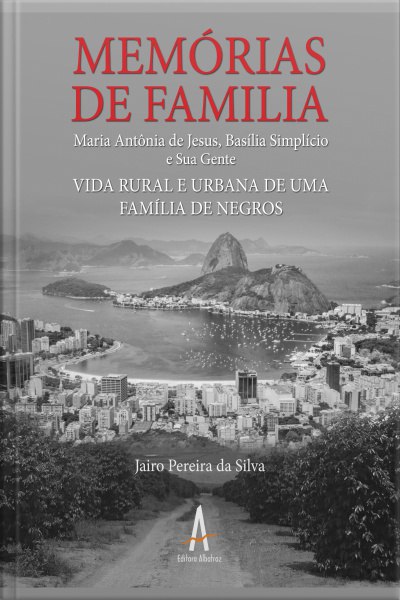 MEMÓRIAS
DE FAMILIA
Maria Antônia de Jesus, Basília Simplício
e Sua Gente
VIDA RURAL E URBANA DE UMA
FAMÍLIA DE NEGROS
Jairo Pereira da Silva
Editora Albatroz